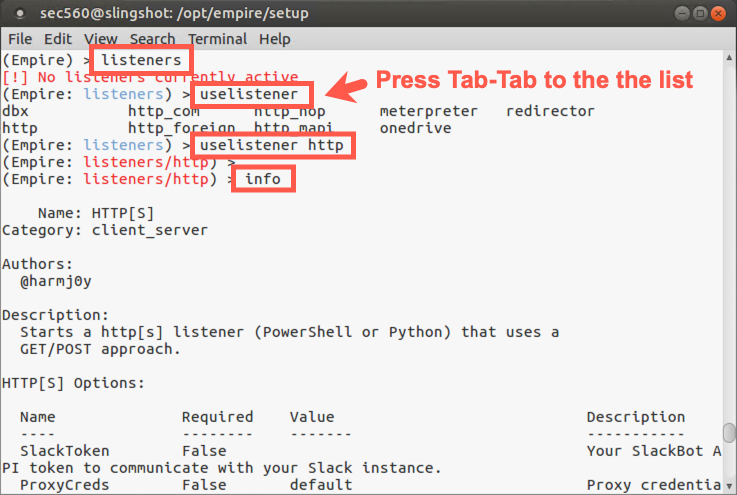 sec560@slingshot: /opt/empire/setup
File Edit View Search Terminal Help
(Empire) > listeners
[!] No listeners currently active
Press Tab-Tab to the the list
(Empire: listeners) > uselistener
dbx http_com http_hop meterpreter redirector
http http_foreign http_mapi onedrive
(Empire: listeners) > uselistener http
(Empire: listeners/http) >
(Empire: listeners/http) > info
Name: HTTP[S]
Category: client_server
Authors:
@harmj0y
Description:
Starts a http[s] listener (PowerShell or Python) that uses a
GET/POST approach.
HTTP[S] Options:
Name Required Value Description
---- -------- ------- -----------
SlackToken False Your SlackBot A
PI token to communicate with your Slack instance.
ProxyCreds False default Proxy credentia